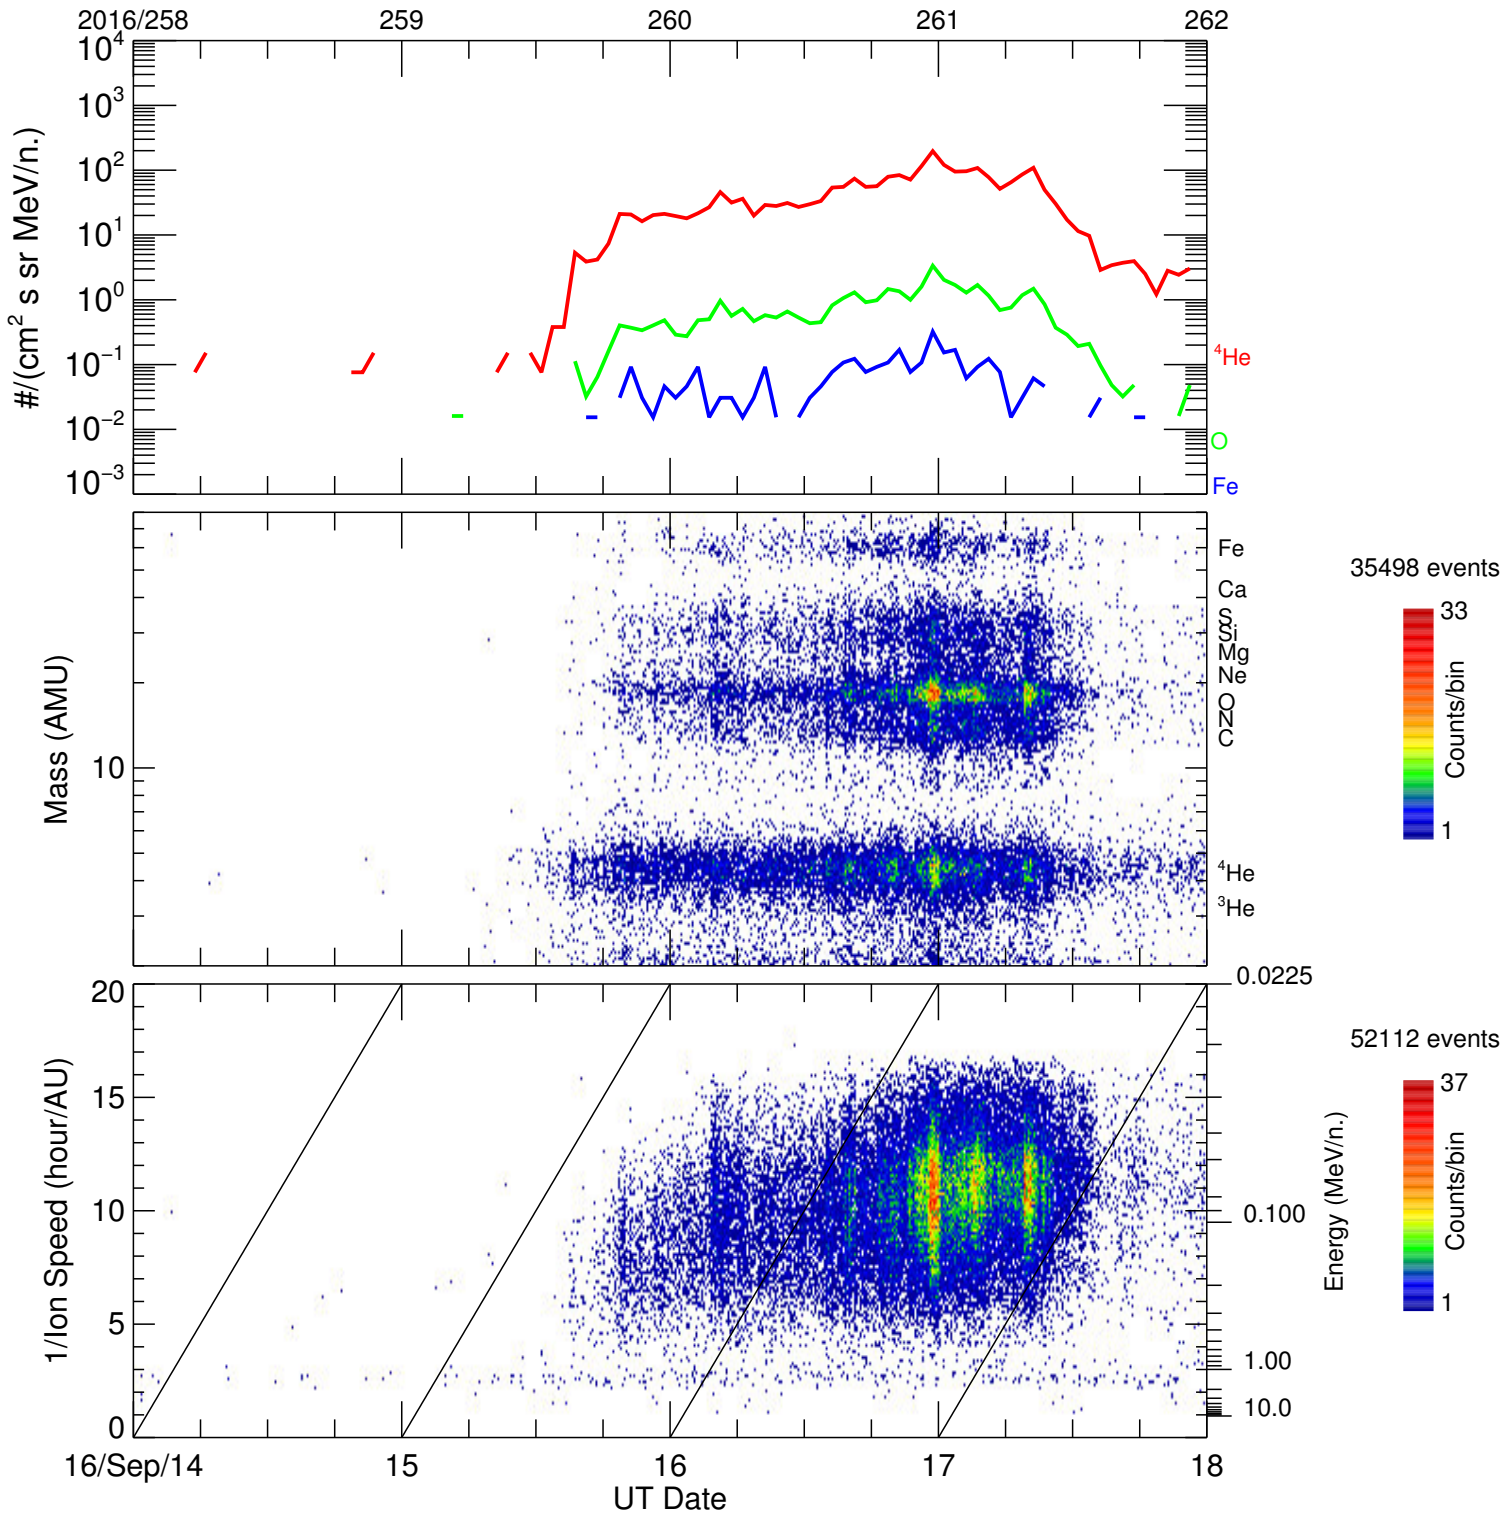 2016/258 259 260 261 262
10^4
10^3
10^2
10^1
10^0
10^−1
10^−2
10^−3
#/(cm^2 s sr MeV/n.)
^4He
O
Fe
Mass (AMU)
10
Fe
Ca
S
Si
Mg
Ne
O
N
C
^4He
^3He
35498 events
33
Counts/bin
1
1/Ion Speed (hour/AU)
20
15
10
5
0
0.0225
0.100
1.00
10.0
Energy (MeV/n.)
52112 events
37
Counts/bin
1
16/Sep/14 15 16 17 18
UT Date